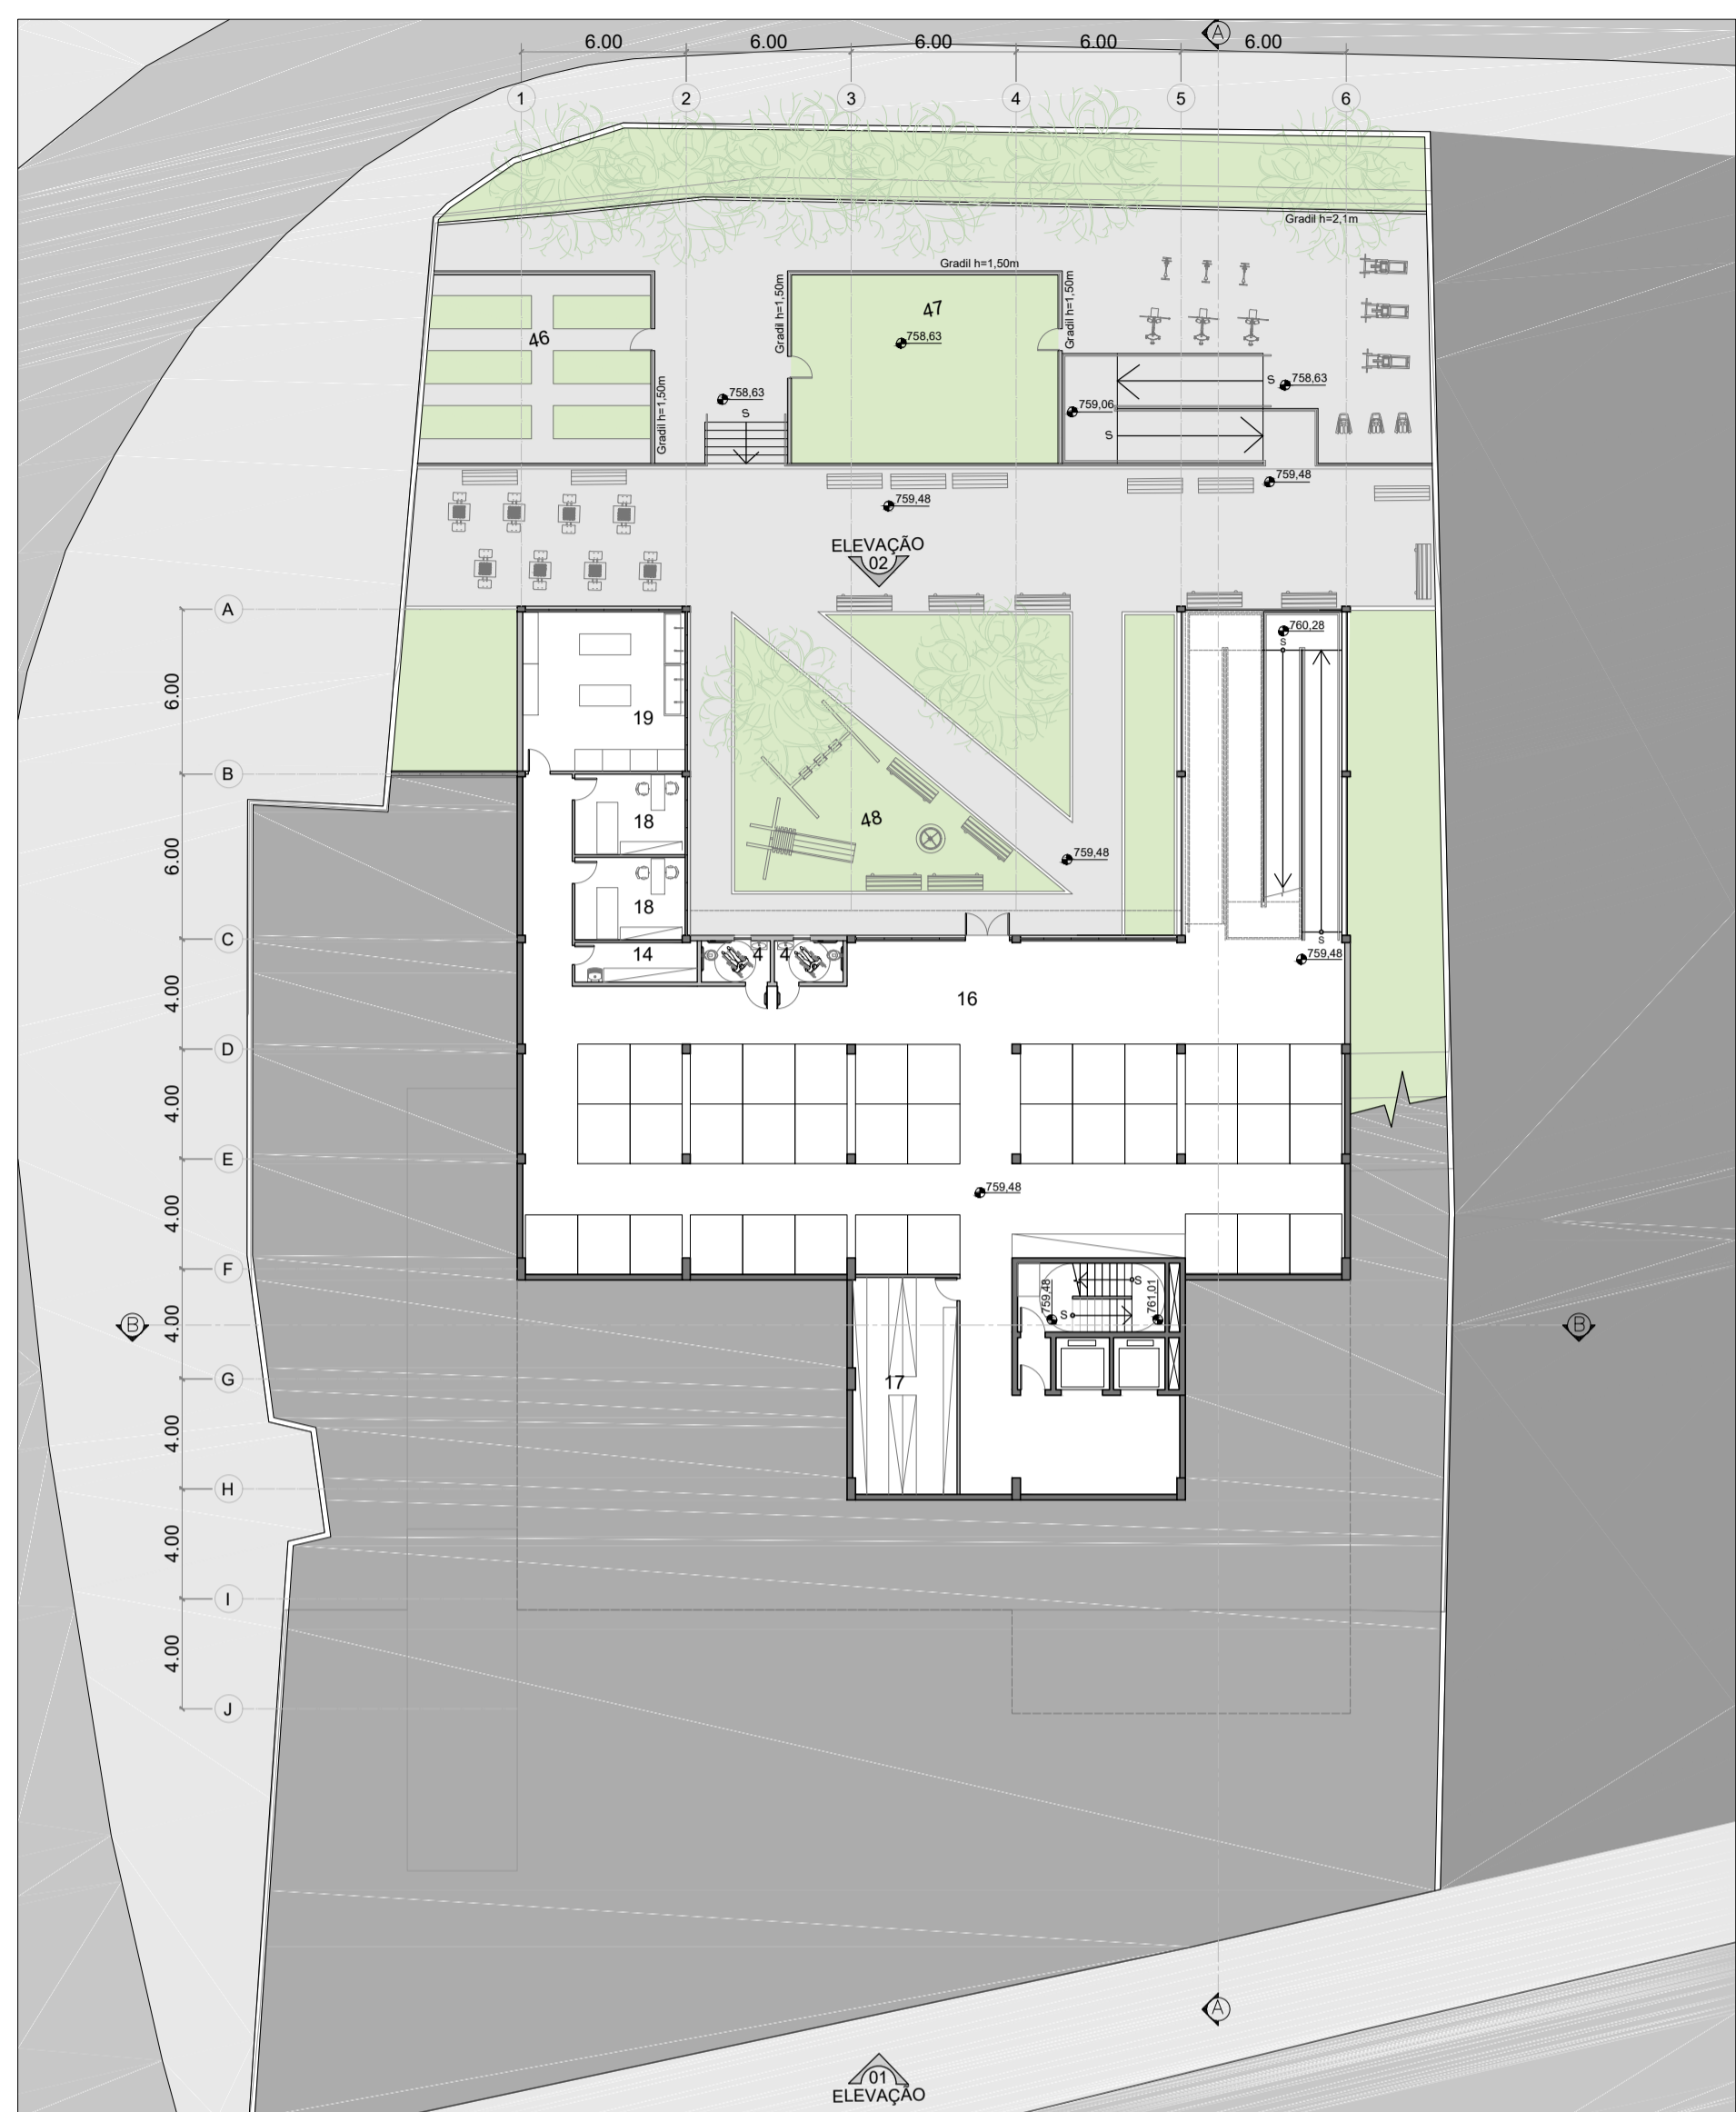 A
6.00 6.00 6.00 6.00 6.00
1 2 3 4 5 6
Gradil h=2,1m
Gradil h=1,50m
Gradil h=1,50m
Gradil h=1,50m
Gradil h=1,50m
47
46
758,63
758,63
S
758,63
S
759,06
S
S
759,48
759,48
ELEVAÇÃO
02
A
760,28
S
6.00
19
B
18
48
6.00
759,48
18
C
S
14
4
4
759,48
4.00
16
D
4.00
E
759,48
4.00
F
759,48
S
S
761,01
B
4.00
B
G
17
4.00
H
4.00
I
4.00
J
A
01
ELEVAÇÃO